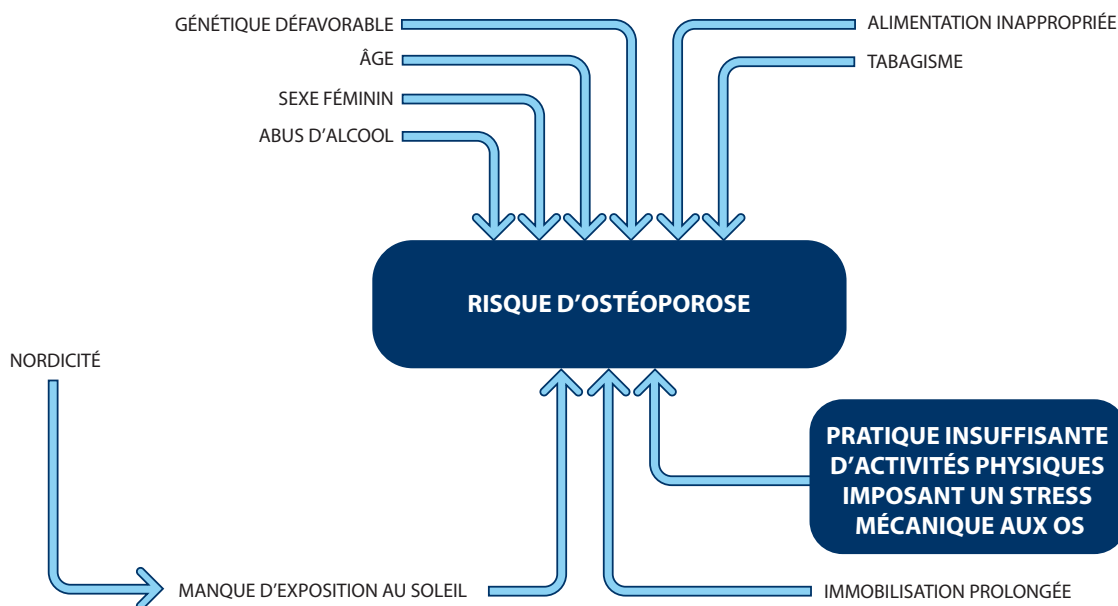 GÉNÉTIQUE DÉFAVORABLE
ÂGE
SEXE FÉMININ
ABUS D’ALCOOL
ALIMENTATION INAPPROPRIÉE
TABAGISME
RISQUE D’OSTÉOPOROSE
NORDICITÉ
PRATIQUE INSUFFISANTE
D’ACTIVITÉS PHYSIQUES
IMPOSANT UN STRESS
MÉCANIQUE AUX OS
MANQUE D’EXPOSITION AU SOLEIL
IMMOBILISATION PROLONGÉE